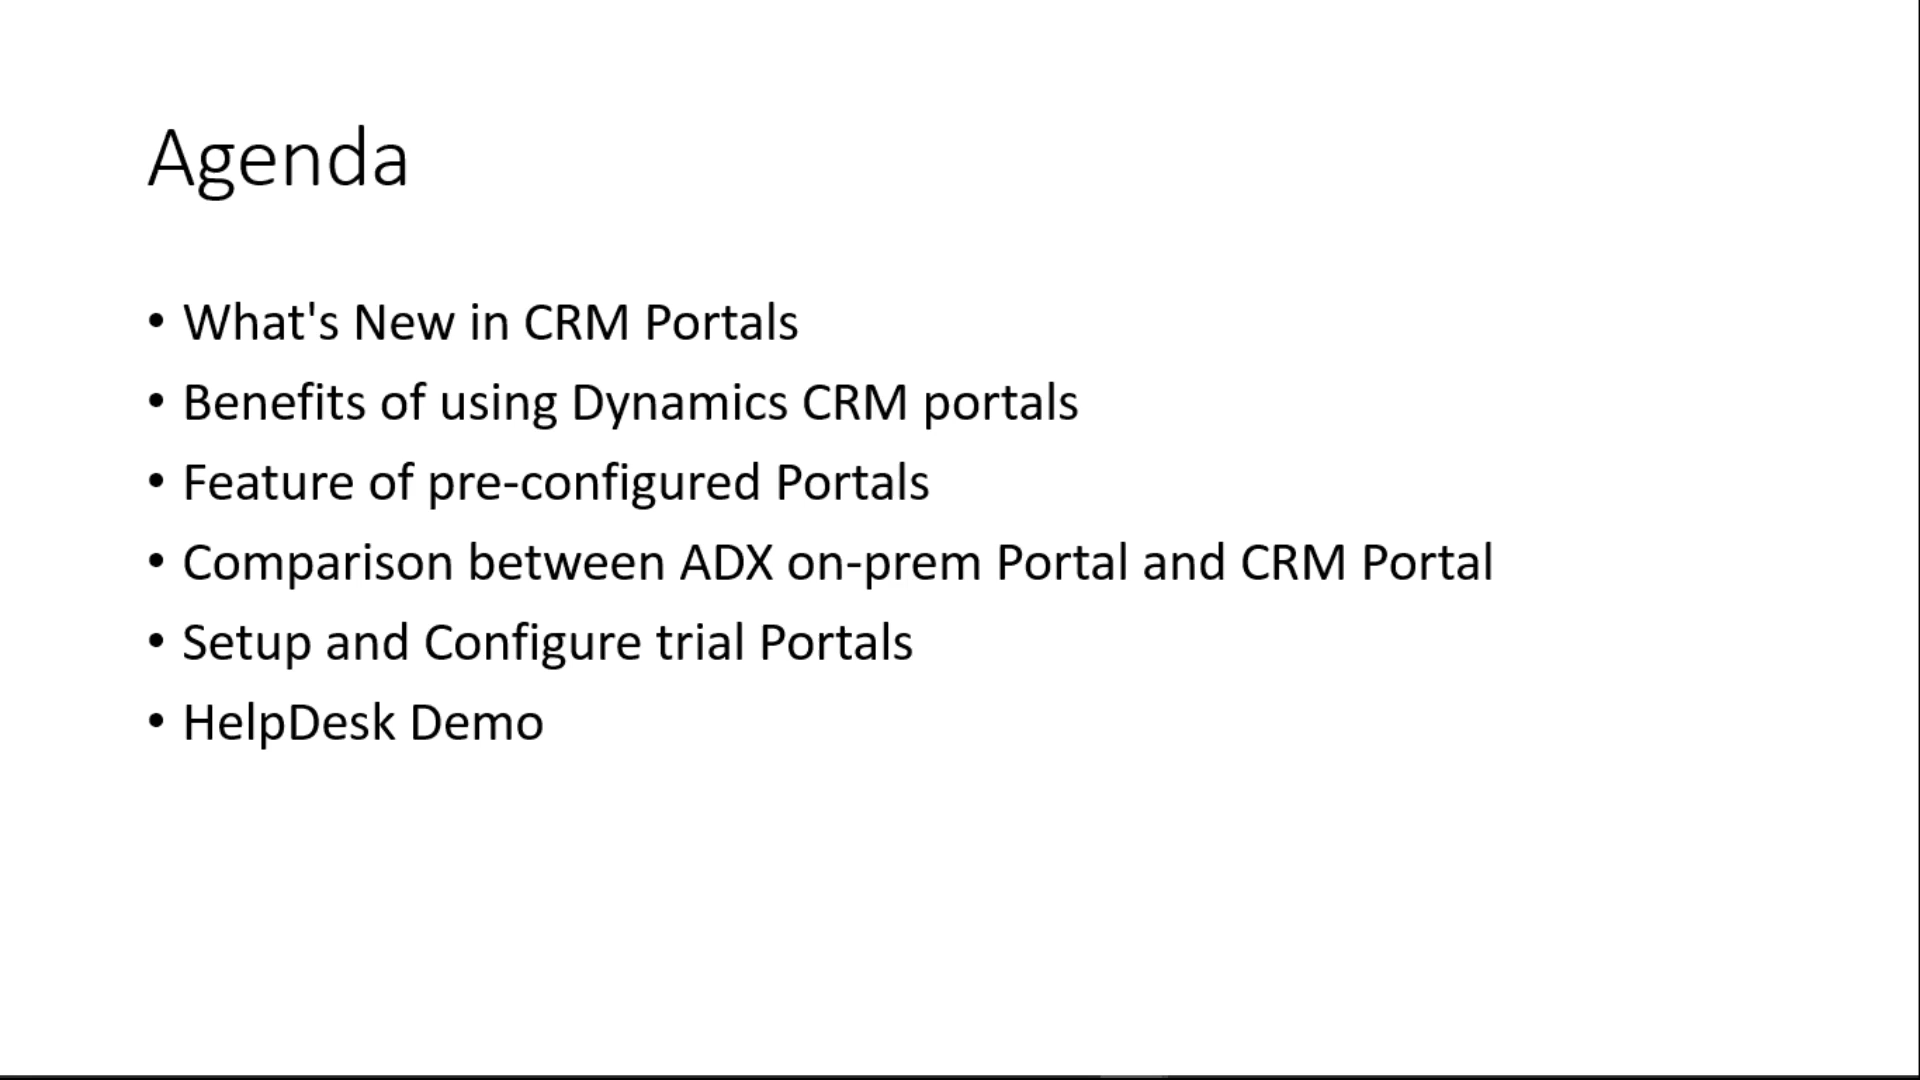 Agenda
• What's New in CRM Portals
• Benefits of using Dynamics CRM portals
• Feature of pre-configured Portals
• Comparison between ADX on-prem Portal and CRM Portal
• Setup and Configure trial Portals
• HelpDesk Demo